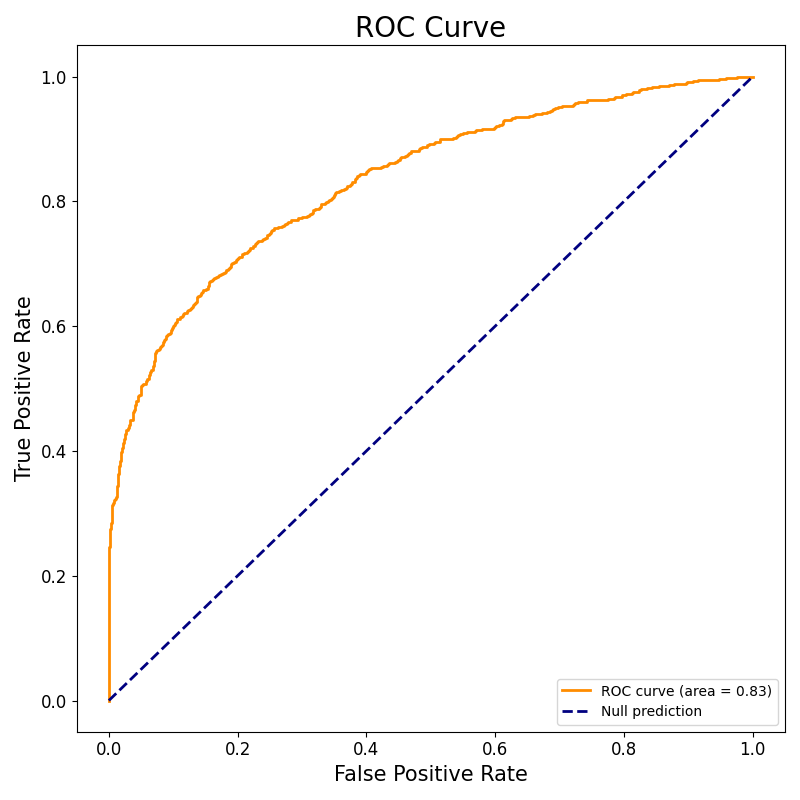 ROC Curve
True Positive Rate
1.0
0.8
0.6
0.4
0.2
0.0
0.0 0.2 0.4 0.6 0.8 1.0
False Positive Rate
ROC curve (area = 0.83)
Null prediction